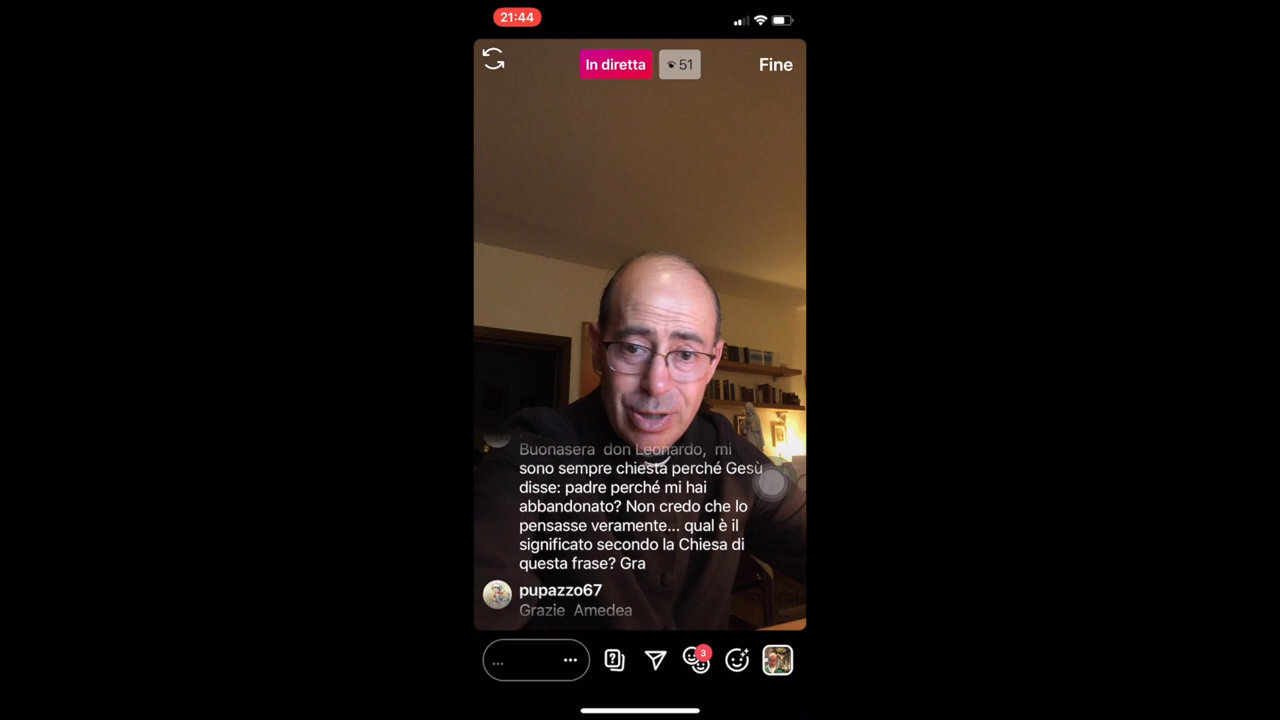 21:44
In diretta
51
Fine
Buonasera don Leonardo, mi
sono sempre chiesta perché Gesù
disse: padre perché mi hai
abbandonato? Non credo che lo
pensasse veramente... qual è il
significato secondo la Chiesa di
questa frase? Gra
pupazzo67
Grazie Amedea
...
3